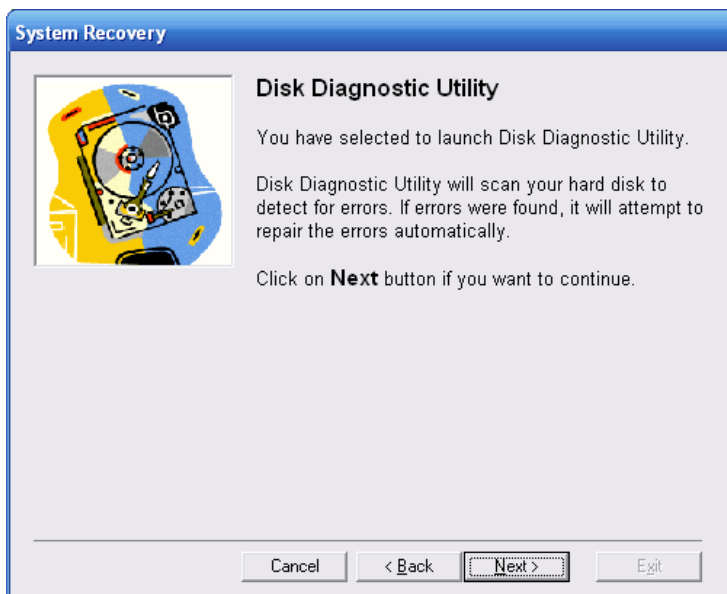 System Recovery
Disk Diagnostic Utility
You have selected to launch Disk Diagnostic Utility.
Disk Diagnostic Utility will scan your hard disk to
detect for errors. If errors were found, it will attempt to
repair the errors automatically.
Click on Next button if you want to continue.
Cancel
< Back
Next >
Exit